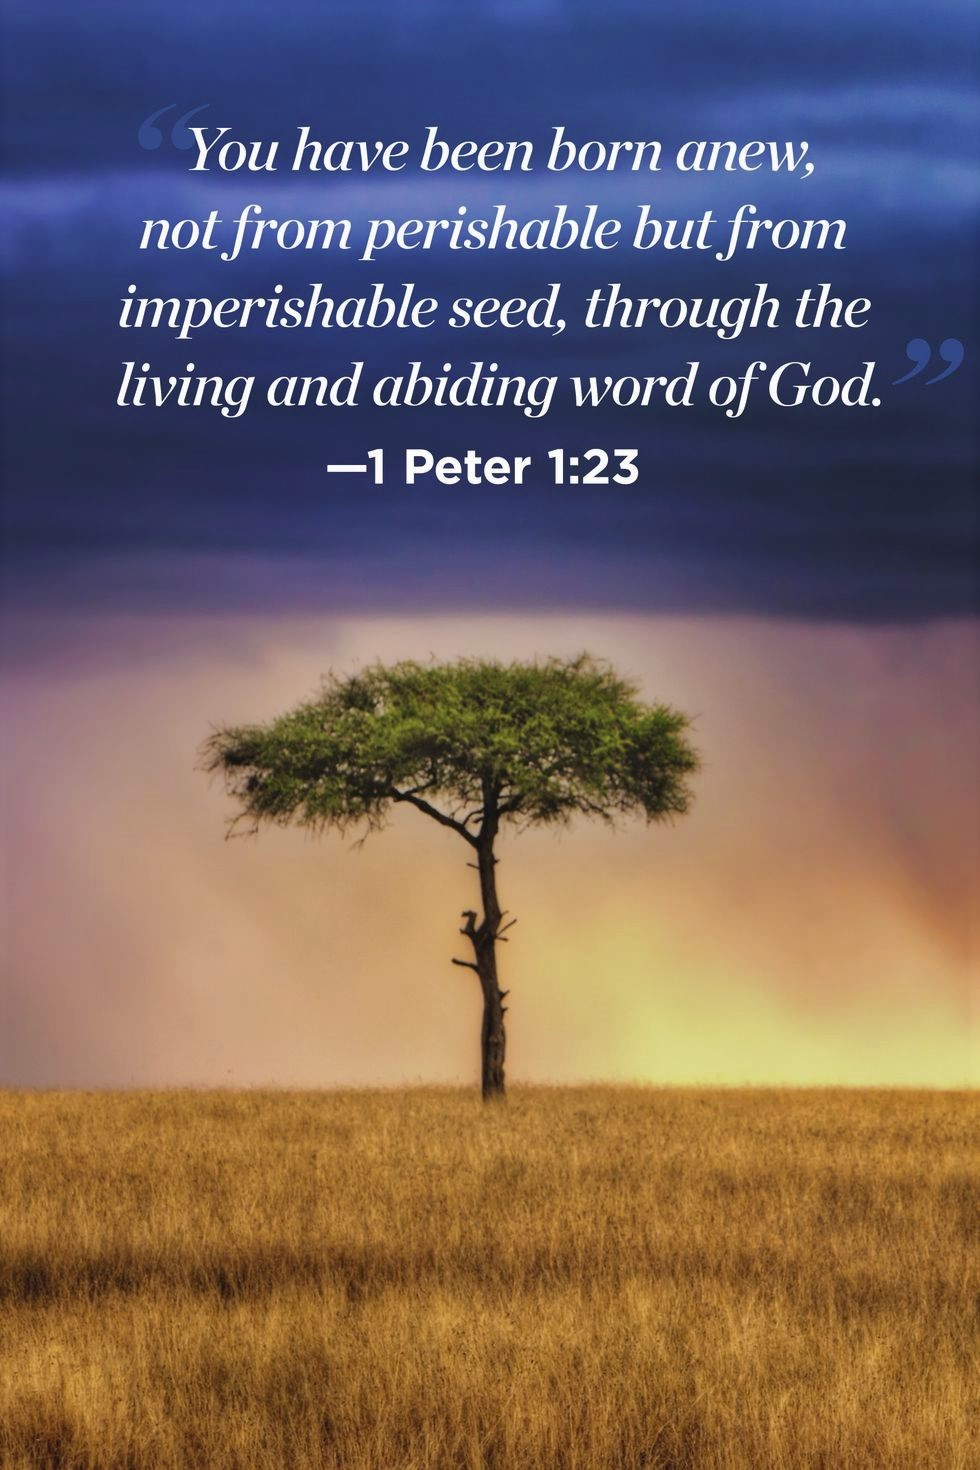 “You have been born anew,
not from perishable but from
imperishable seed, through the
living and abiding word of God.”
—1 Peter 1:23